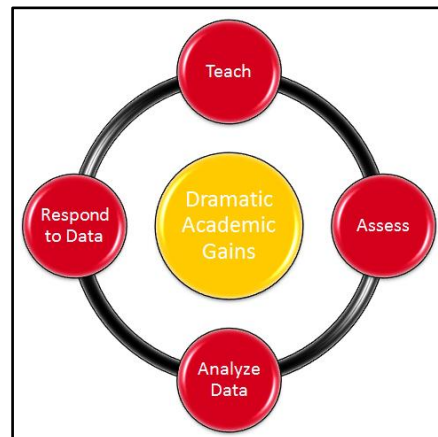 Teach
Respond
to Data
Dramatic
Academic
Gains
Assess
Analyze
Data